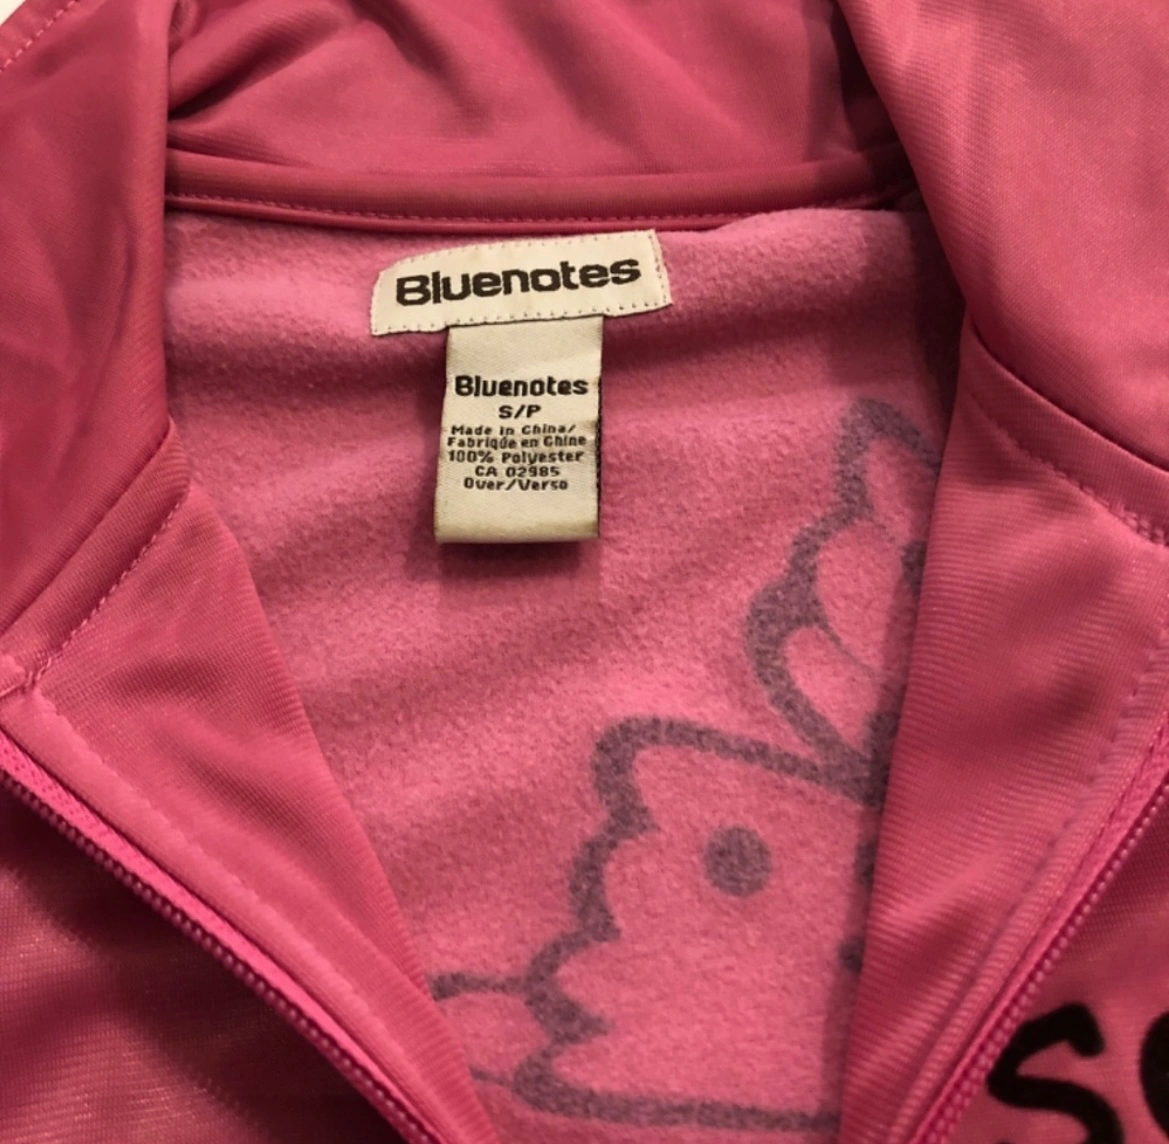 Bluenotes
Bluenotes
S/P
Made in China/
Fabriqué en Chine
100% Polyester
CA 02985
Over/Verso